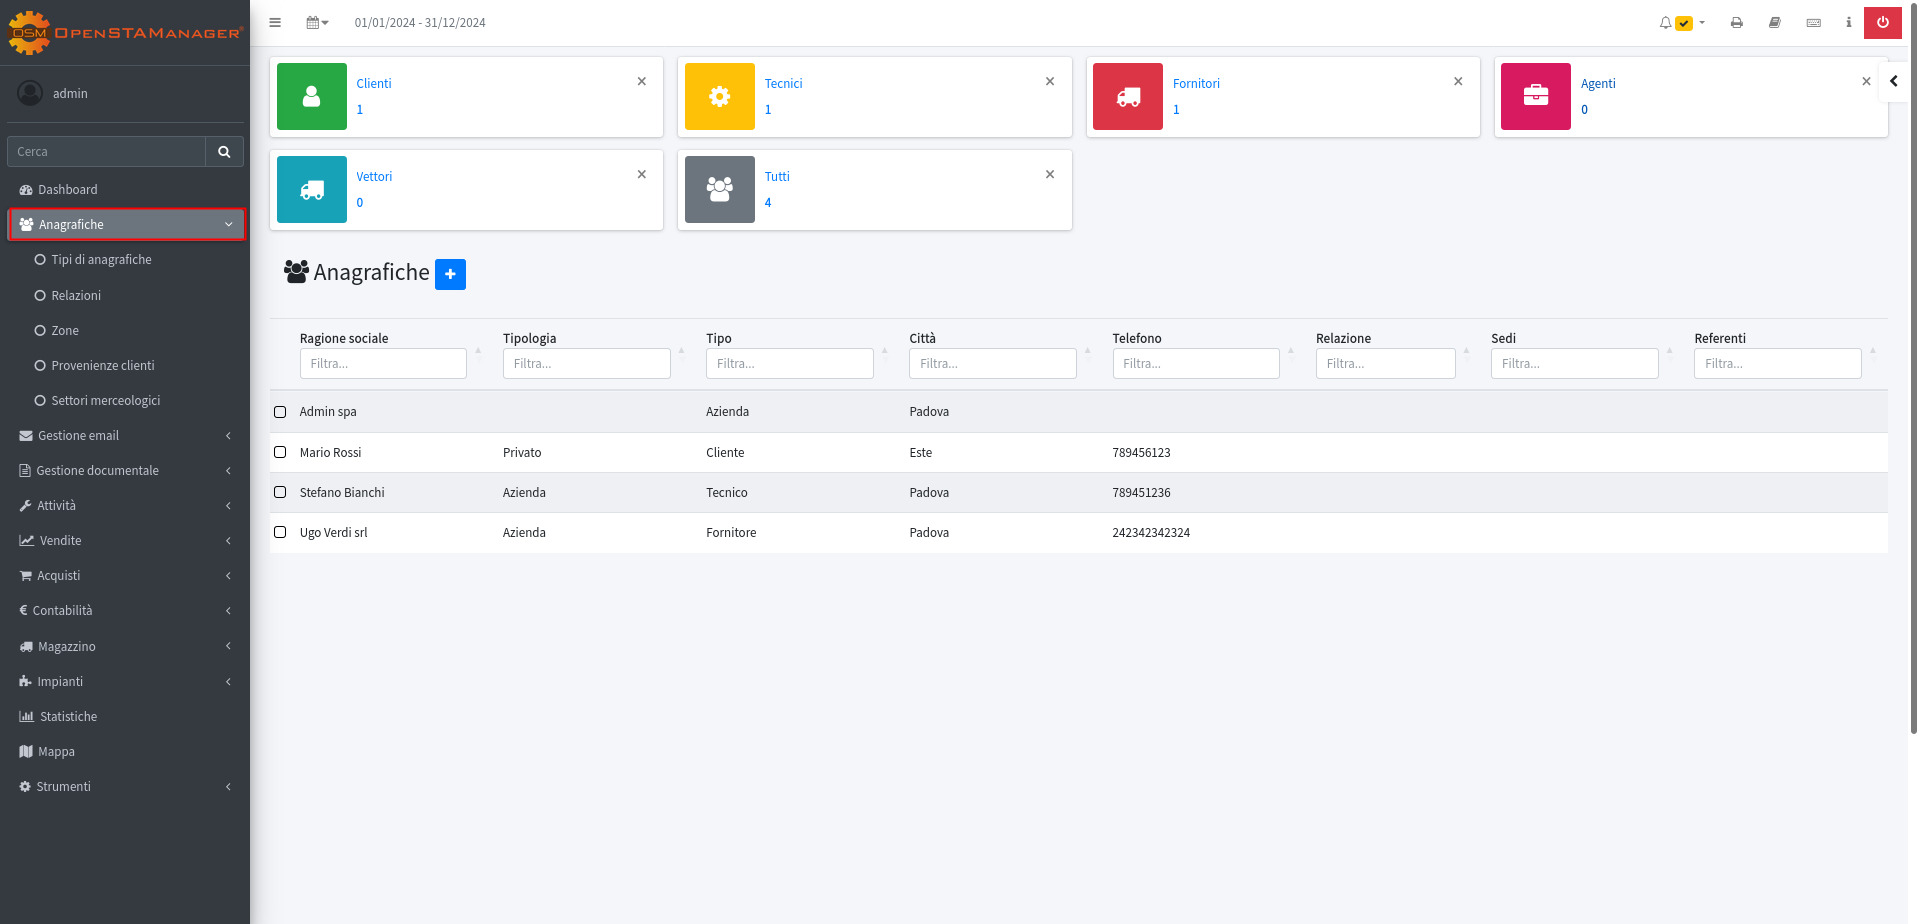 OSM OPENSTAMANAGER®
admin
Cerca
Dashboard
Anagrafiche
Tipi di anagrafiche
Relazioni
Zone
Provenienze clienti
Settori merceologici
Gestione email
Gestione documentale
Attività
Vendite
Acquisti
Contabilità
Magazzino
Impianti
Statistiche
Mappa
Strumenti
01/01/2024 - 31/12/2024
Clienti
1
Tecnici
1
Fornitori
1
Agenti
0
Vettori
0
Tutti
4
Anagrafiche
Ragione sociale Tipologia Tipo Città Telefono Relazione Sedi Referenti
Filtra... Filtra... Filtra... Filtra... Filtra... Filtra... Filtra... Filtra...
Admin spa Azienda Padova
Mario Rossi Privato Cliente Este 789456123
Stefano Bianchi Azienda Tecnico Padova 789451236
Ugo Verdi srl Azienda Fornitore Padova 242342342324